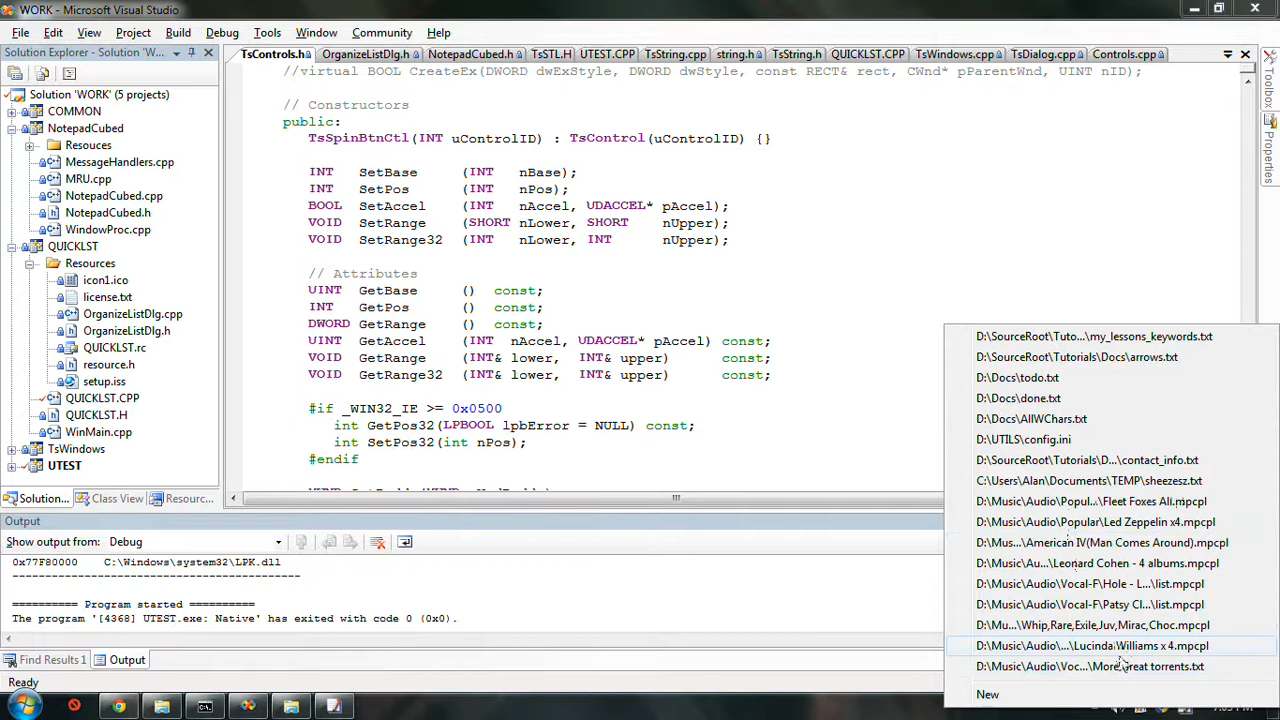 WORK - Microsoft Visual Studio
File Edit View Project Build Debug Tools Window Community Help
Solution Explorer - Solution 'W...
TsControls.h OrganizeListDlg.h NotepadCubed.h TsSTL.H UTEST.CPP TsString.cpp string.h TsString.h QUICKLST.CPP TsWindows.cpp TsDialog.cpp Controls.cpp
Solution 'WORK' (5 projects)
COMMON
NotepadCubed
Resouces
MessageHandlers.cpp
MRU.cpp
NotepadCubed.cpp
NotepadCubed.h
WindowProc.cpp
QUICKLST
Resources
icon1.ico
license.txt
OrganizeListDlg.cpp
OrganizeListDlg.h
QUICKLST.rc
resource.h
setup.iss
QUICKLST.CPP
QUICKLST.H
WinMain.cpp
TsWindows
UTEST
Solution... Class View Resourc...
//virtual BOOL CreateEx(DWORD dwExStyle, DWORD dwStyle, const RECT& rect, CWnd* pParentWnd, UINT nID);
// Constructors
public:
TsSpinBtnCtl(INT uControlID) : TsControl(uControlID) {}
INT SetBase (INT nBase);
INT SetPos (INT nPos);
BOOL SetAccel (INT nAccel, UDACCEL* pAccel);
VOID SetRange (SHORT nLower, SHORT nUpper);
VOID SetRange32 (INT nLower, INT nUpper);
// Attributes
UINT GetBase () const;
INT GetPos () const;
DWORD GetRange () const;
UINT GetAccel (INT nAccel, UDACCEL* pAccel) const;
VOID GetRange (INT& lower, INT& upper) const;
VOID GetRange32 (INT& lower, INT& upper) const;
#if _WIN32_IE >= 0x0500
int GetPos32(LPBOOL lpbError = NULL) const;
int SetPos32(int nPos);
#endif
Toolbox
Properties
Output
Show output from: Debug
0x77F80000 C:\Windows\system32\LPK.dll
-----------------------------------------
========== Program started ==========
The program '[4368] UTEST.exe: Native' has exited with code 0 (0x0).
Find Results 1 Output
Ready
D:\SourceRoot\Tuto...\my_lessons_keywords.txt
D:\SourceRoot\Tutorials\Docs\arrows.txt
D:\Docs\todo.txt
D:\Docs\done.txt
D:\Docs\AllWChars.txt
D:\UTILS\config.ini
D:\SourceRoot\Tutorials\D...\contact_info.txt
C:\Users\Alan\Documents\TEMP\sheezesz.txt
D:\Music\Audio\Popul...\Fleet Foxes Ali.mpcpl
D:\Music\Audio\Popular\Led Zeppelin x4.mpcpl
D:\Mus...\American IV(Man Comes Around).mpcpl
D:\Music\Au...\Leonard Cohen - 4 albums.mpcpl
D:\Music\Audio\Vocal-F\Hole - L...\list.mpcpl
D:\Music\Audio\Vocal-F\Patsy Cl...\list.mpcpl
D:\Mu...\Whip,Rare,Exile,Juv,Mirac,Choc.mpcpl
D:\Music\Audio\...\Lucinda Williams x 4.mpcpl
D:\Music\Audio\Voc...\More great torrents.txt
New